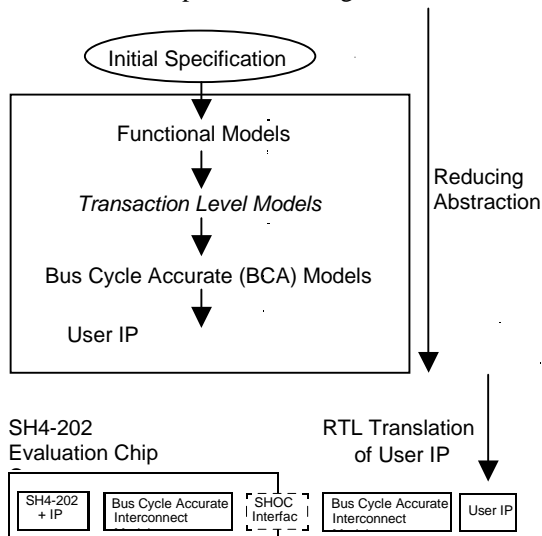 Initial Specification
Functional Models
Transaction Level Models
Bus Cycle Accurate (BCA) Models
User IP
Reducing
Abstraction
SH4-202
Evaluation Chip
RTL Translation
of User IP
SH4-202
+ IP
Bus Cycle Accurate
Interconnect
SHOC
Interfac
Bus Cycle Accurate
Interconnect
User IP